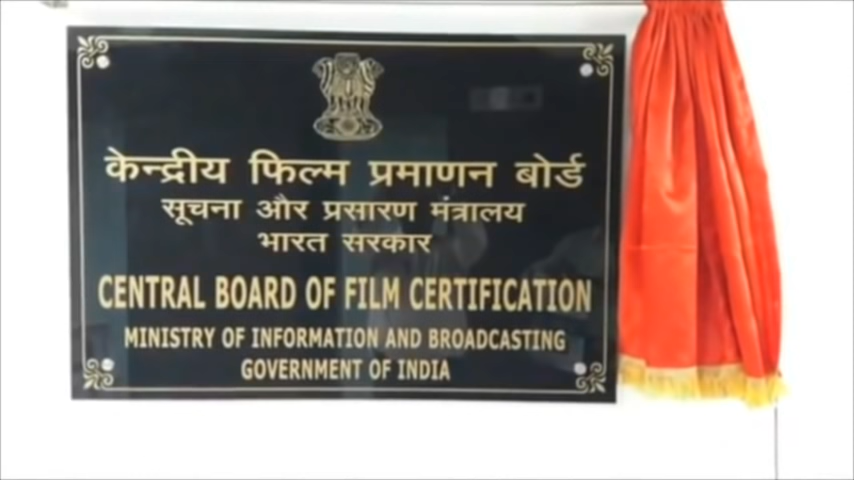 केन्द्रीय फिल्म प्रमाणन बोर्ड
सूचना और प्रसारण मंत्रालय
भारत सरकार
CENTRAL BOARD OF FILM CERTIFICATION
MINISTRY OF INFORMATION AND BROADCASTING
GOVERNMENT OF INDIA